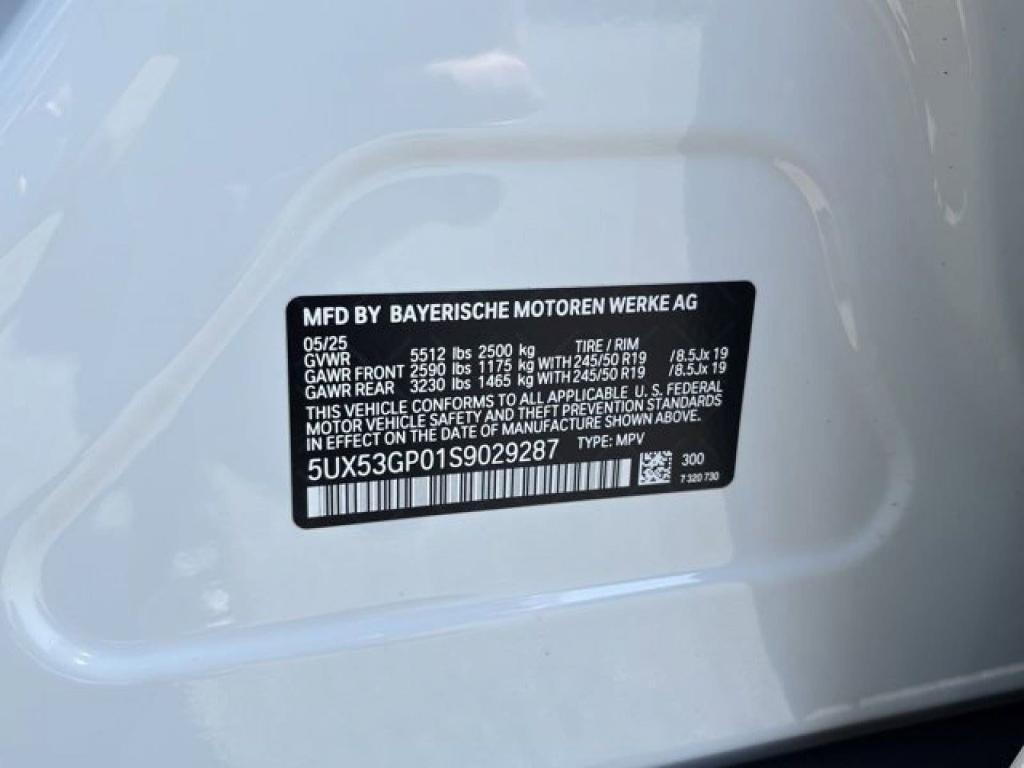 MFD BY BAYERISCHE MOTOREN WERKE AG
05/25 TIRE / RIM
GVWR 5512 lbs 2500 kg
GAWR FRONT 2590 lbs 1175 kg WITH 245/50 R19 /8.5Jx 19
GAWR REAR 3230 lbs 1465 kg WITH 245/50 R19 /8.5Jx 19
THIS VEHICLE CONFORMS TO ALL APPLICABLE U. S. FEDERAL
MOTOR VEHICLE SAFETY AND THEFT PREVENTION STANDARDS
IN EFFECT ON THE DATE OF MANUFACTURE SHOWN ABOVE.
5UX53GP01S9029287 TYPE: MPV
300
7 320 730